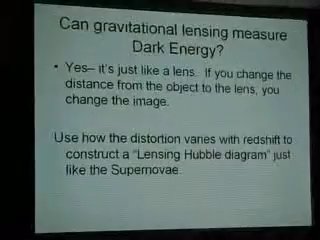 Can gravitational lensing measure
Dark Energy?
• Yes– it's just like a lens. If you change the
distance from the object to the lens, you
change the image.
Use how the distortion varies with redshift to
construct a "Lensing Hubble diagram" just
like the Supernovae.